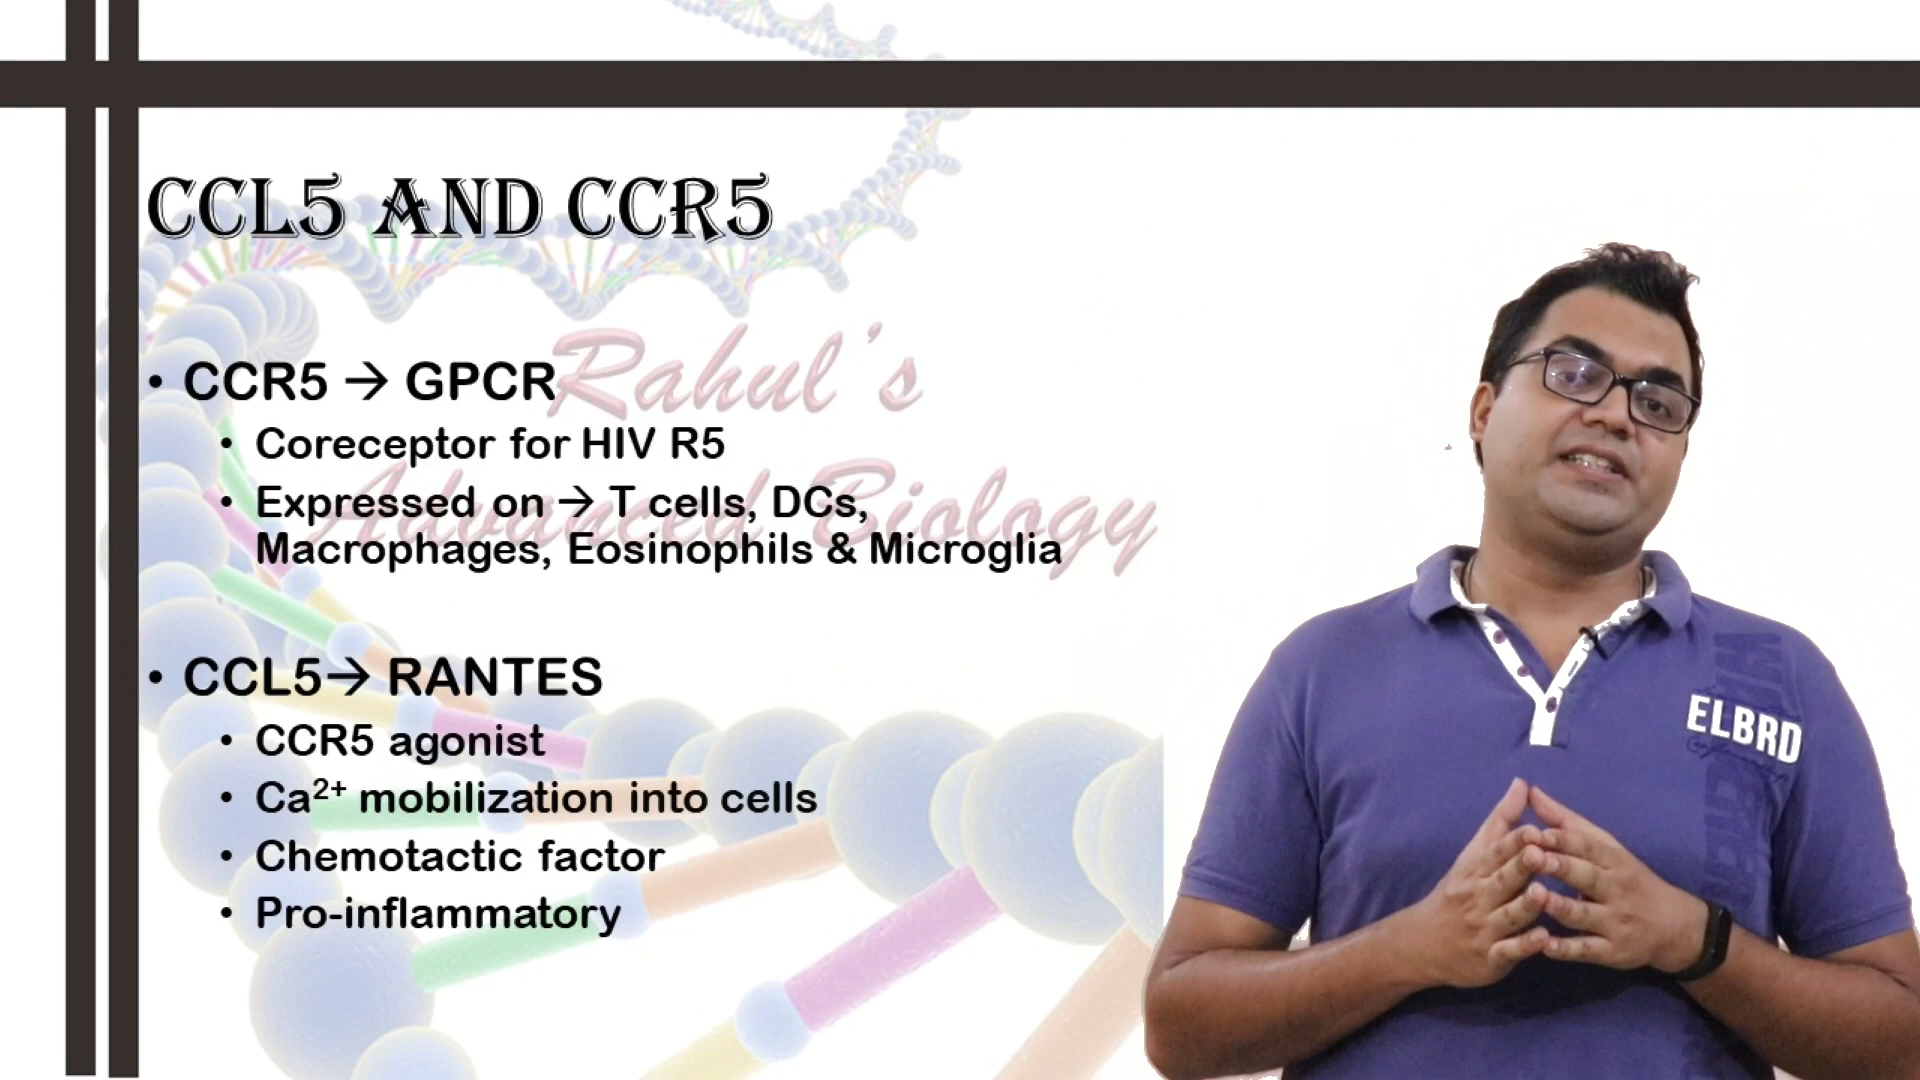 CCL5 AND CCR5
• CCR5 → GPCR
Rahul's
• Coreceptor for HIV R5
• Expressed on → T cells, DCs,
Advanced Biology
Macrophages, Eosinophils & Microglia
• CCL5→ RANTES
• CCR5 agonist
• Ca²⁺ mobilization into cells
• Chemotactic factor
• Pro-inflammatory
ELBRD